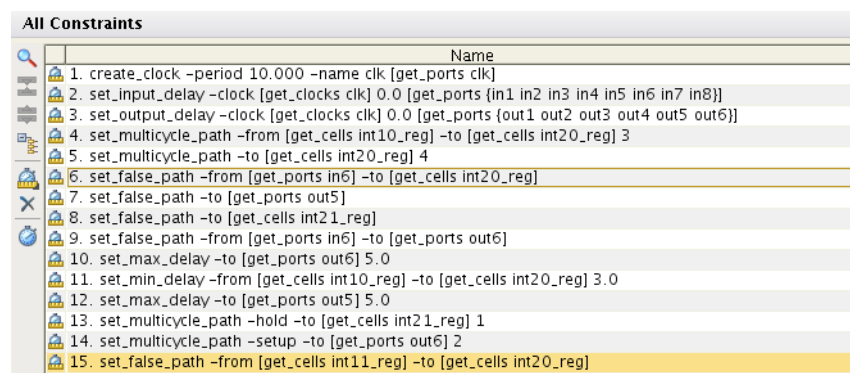 All Constraints
Name
1. create_clock -period 10.000 -name clk [get_ports clk]
2. set_input_delay -clock [get_clocks clk] 0.0 [get_ports {in1 in2 in3 in4 in5 in6 in7 in8}]
3. set_output_delay -clock [get_clocks clk] 0.0 [get_ports {out1 out2 out3 out4 out5 out6}]
4. set_multicycle_path -from [get_cells int10_reg] -to [get_cells int20_reg] 3
5. set_multicycle_path -to [get_cells int20_reg] 4
6. set_false_path -from [get_ports in6] -to [get_cells int20_reg]
7. set_false_path -to [get_ports out5]
8. set_false_path -to [get_cells int21_reg]
9. set_false_path -from [get_ports in6] -to [get_ports out6]
10. set_max_delay -to [get_ports out6] 5.0
11. set_min_delay -from [get_cells int10_reg] -to [get_cells int20_reg] 3.0
12. set_max_delay -to [get_ports out5] 5.0
13. set_multicycle_path -hold -to [get_cells int21_reg] 1
14. set_multicycle_path -setup -to [get_ports out6] 2
15. set_false_path -from [get_cells int11_reg] -to [get_cells int20_reg]